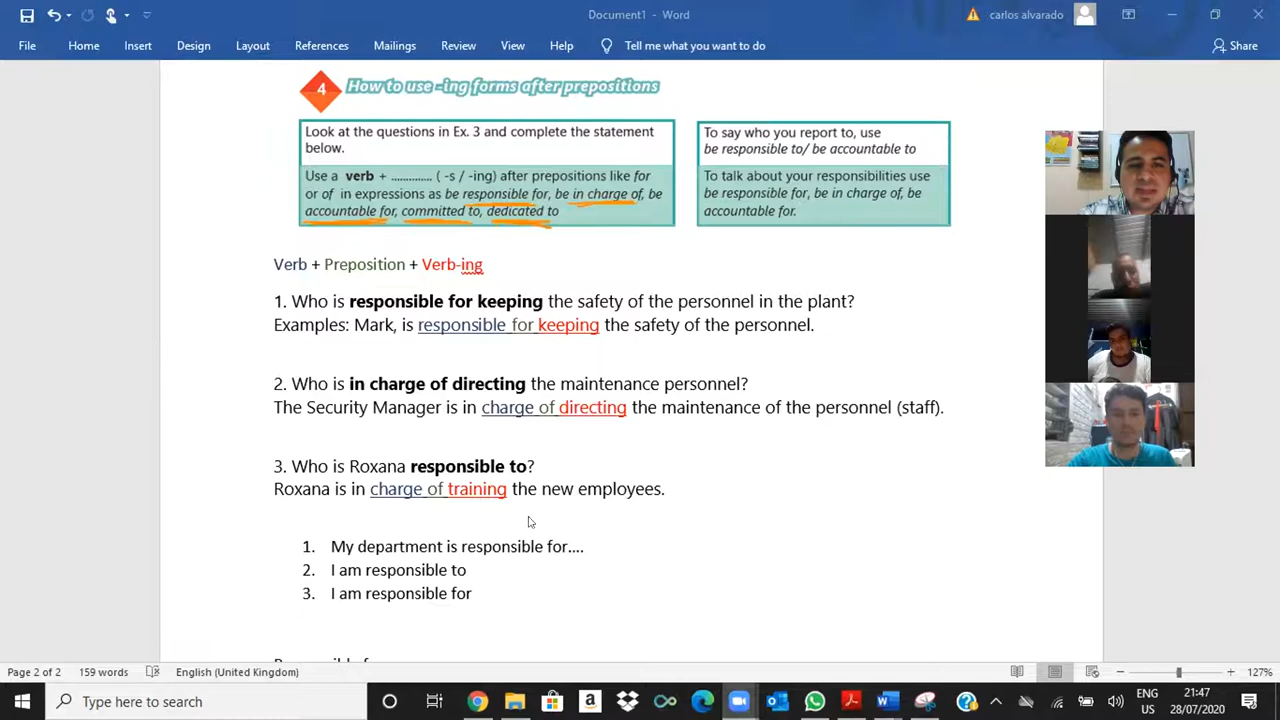 Document1 - Word
carlos alvarado
File Home Insert Design Layout References Mailings Review View Help Tell me what you want to do Share
4 How to use -ing forms after prepositions
Look at the questions in Ex. 3 and complete the statement
below.
Use a verb + .............. ( -s / -ing) after prepositions like for
or of in expressions as be responsible for, be in charge of, be
accountable for, committed to, dedicated to
To say who you report to, use
be responsible to/ be accountable to
To talk about your responsibilities use
be responsible for, be in charge of, be
accountable for.
Verb + Preposition + Verb-ing
1. Who is responsible for keeping the safety of the personnel in the plant?
Examples: Mark, is responsible for keeping the safety of the personnel.
2. Who is in charge of directing the maintenance personnel?
The Security Manager is in charge of directing the maintenance of the personnel (staff).
3. Who is Roxana responsible to?
Roxana is in charge of training the new employees.
1. My department is responsible for....
2. I am responsible to
3. I am responsible for
Page 2 of 2 159 words English (United Kingdom) 127%
Type here to search
ENG
US
21:47
28/07/2020